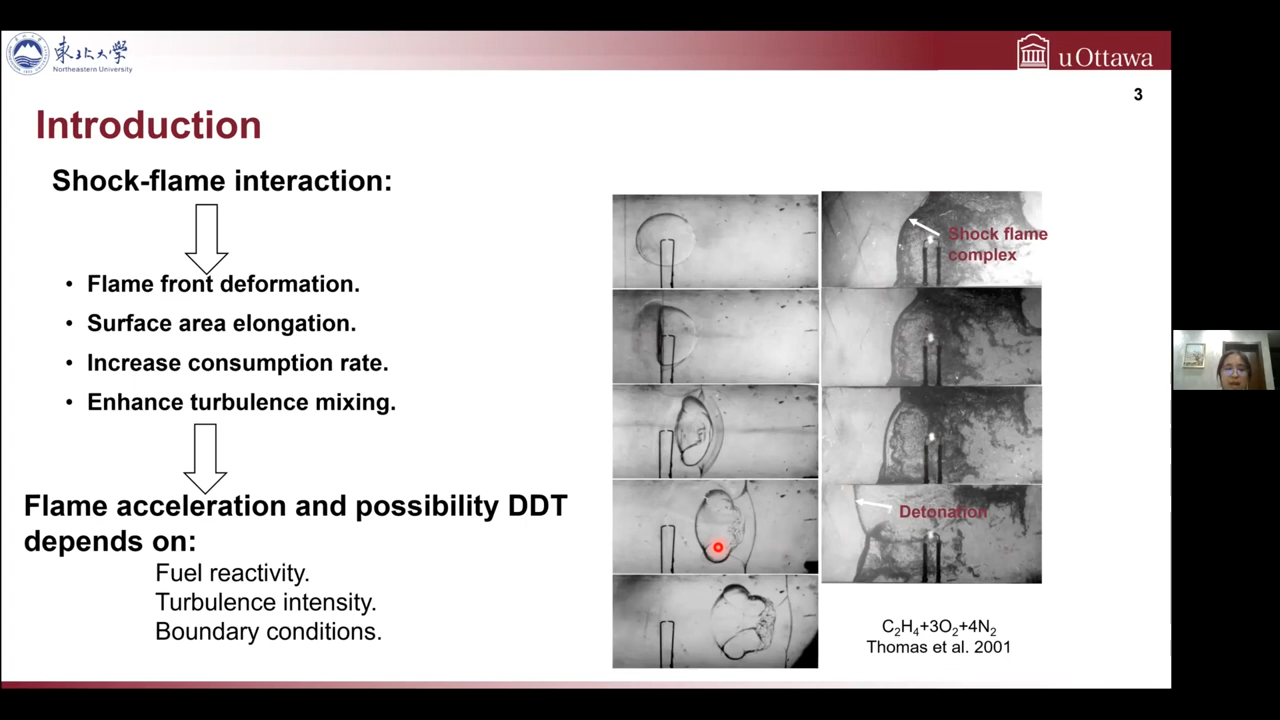 東北大学
Northeastern University
uOttawa
3
Introduction
Shock-flame interaction:
• Flame front deformation.
• Surface area elongation.
• Increase consumption rate.
• Enhance turbulence mixing.
Flame acceleration and possibility DDT
depends on:
Fuel reactivity.
Turbulence intensity.
Boundary conditions.
Shock flame
complex
Detonation
C₂H₄+3O₂+4N₂
Thomas et al. 2001